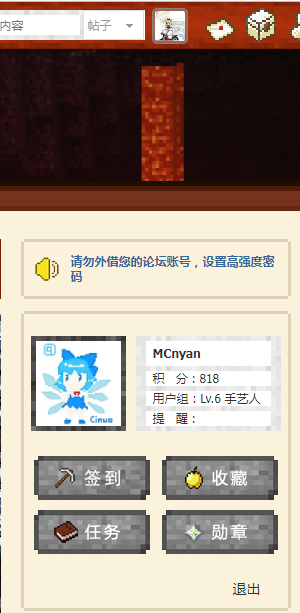 内容 帖子
请勿外借您的论坛账号，设置高强度密
码
MCnyan
积 分：818
用户组：Lv.6 手艺人
提 醒：
Cinuo
签到 收藏
任务 勋章
退出